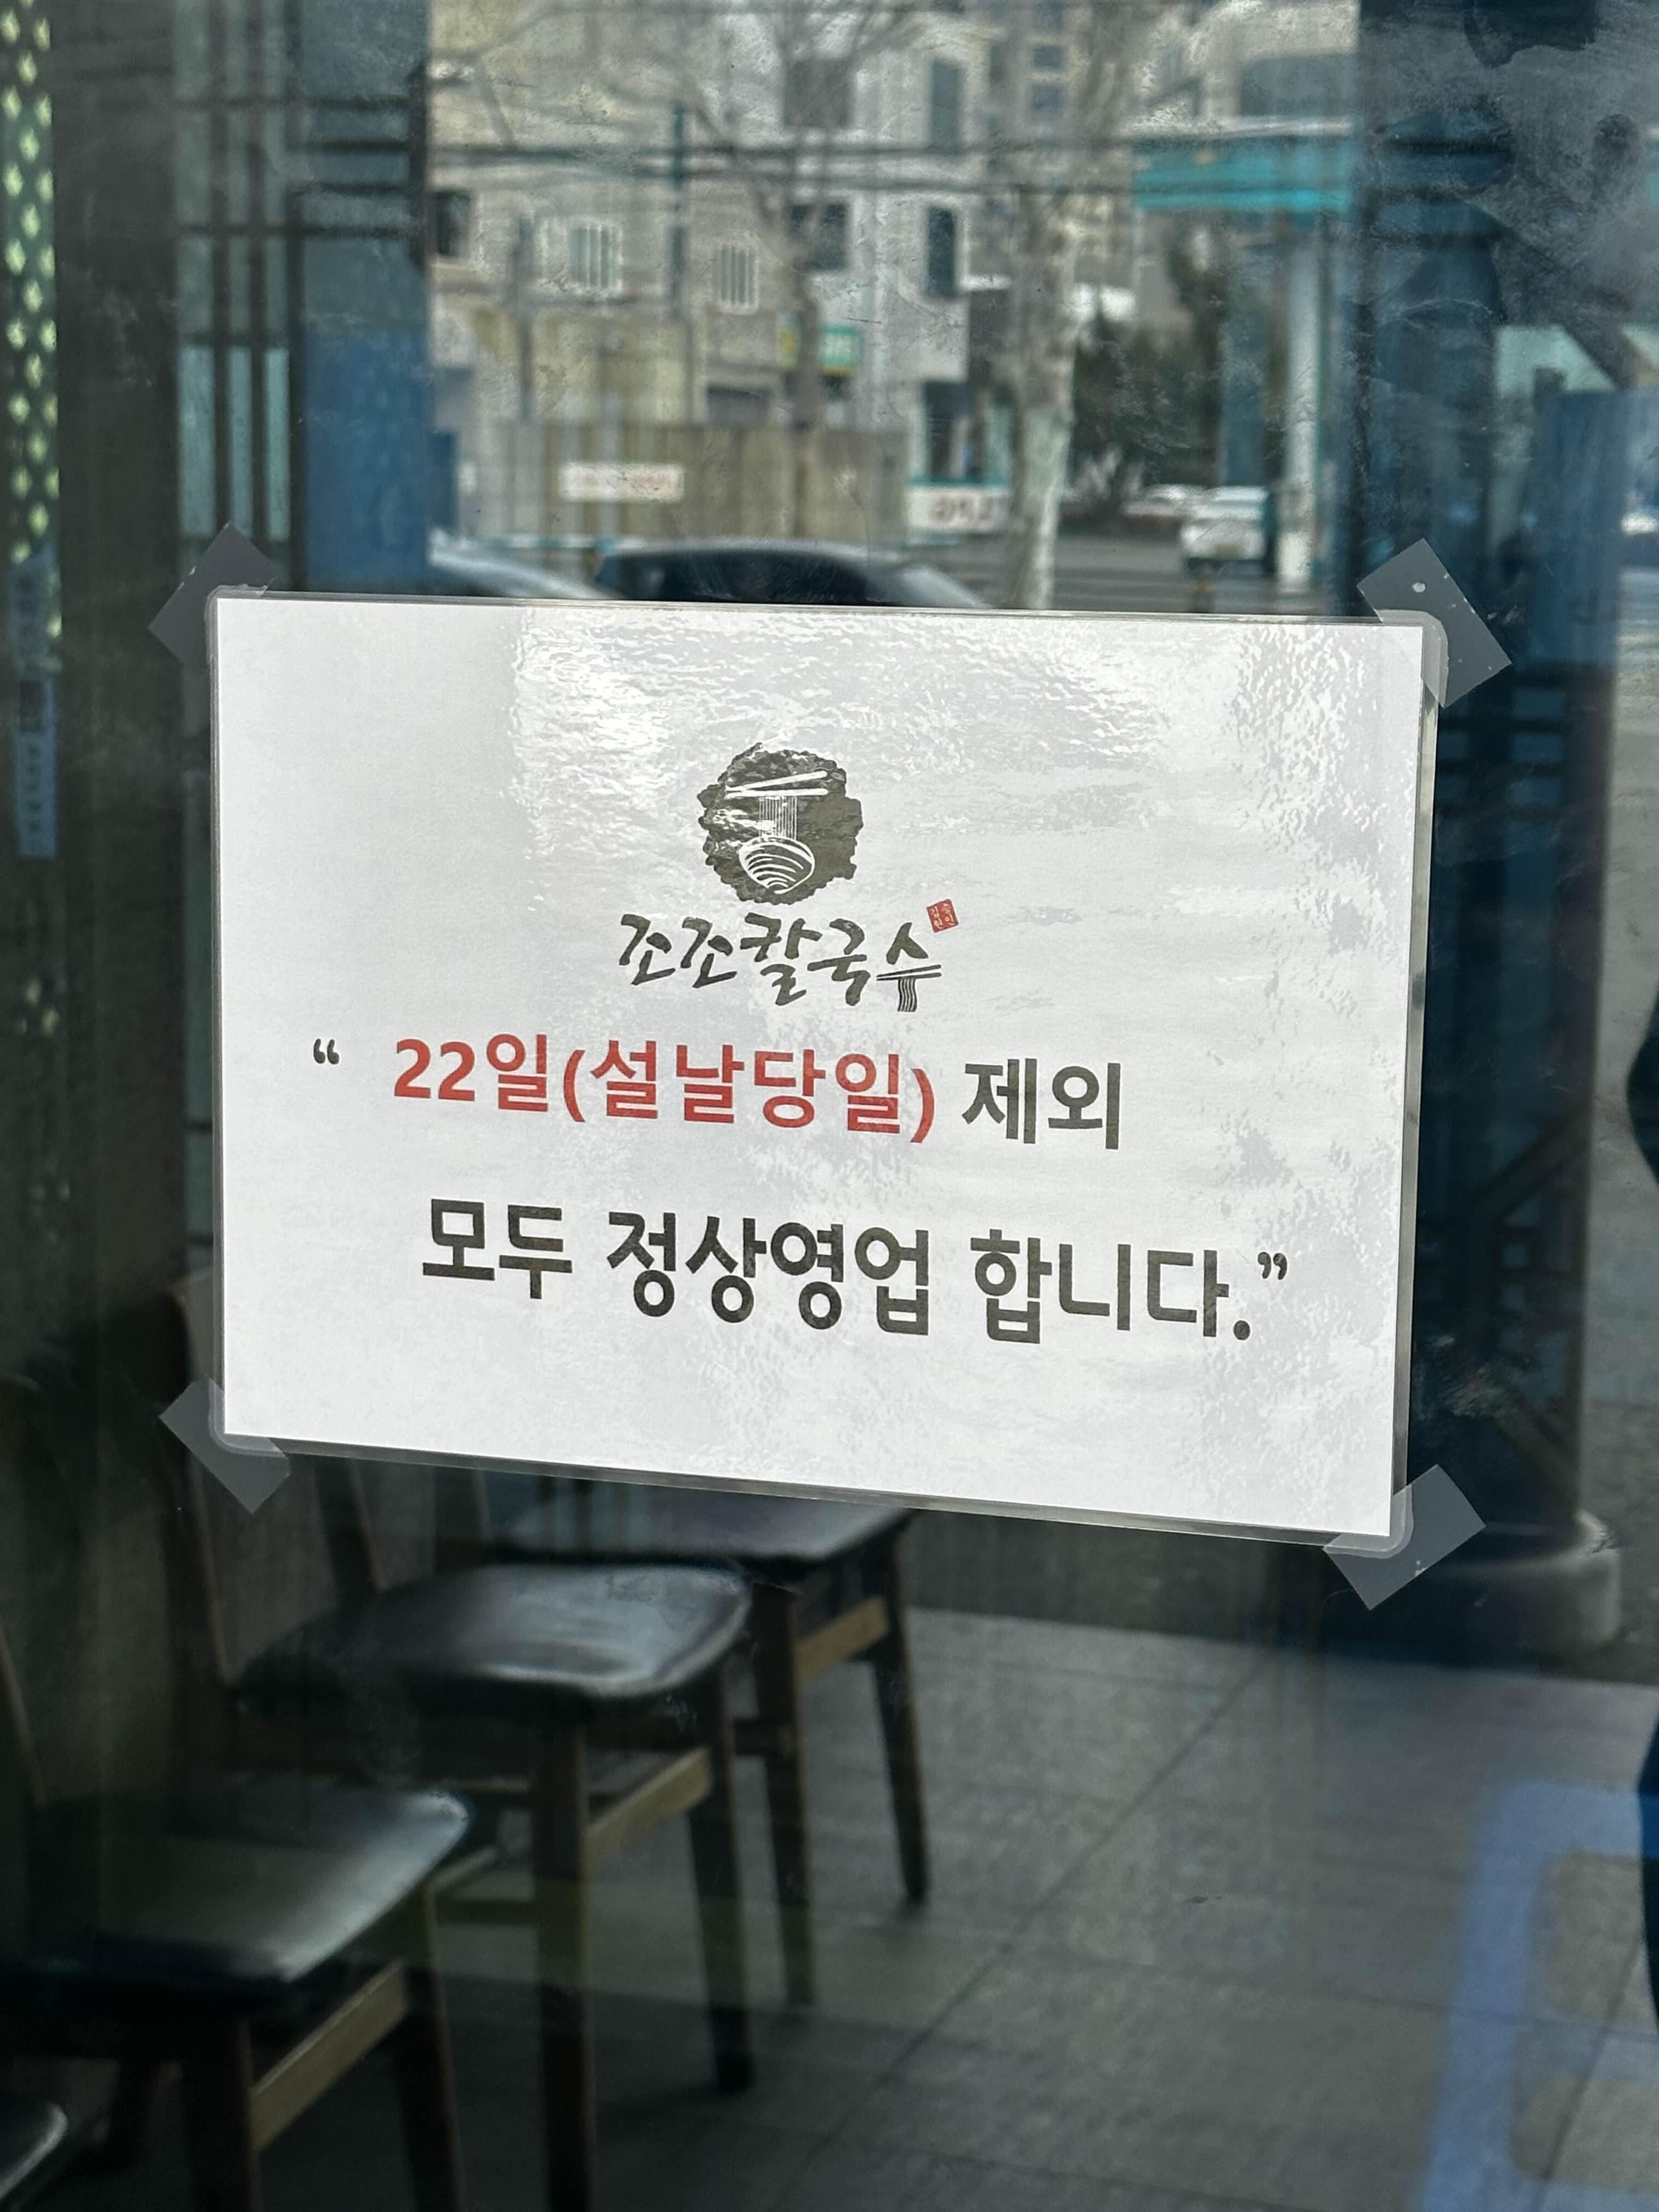 조조칼국수
“ 22일(설날당일) 제외
모두 정상영업 합니다.”